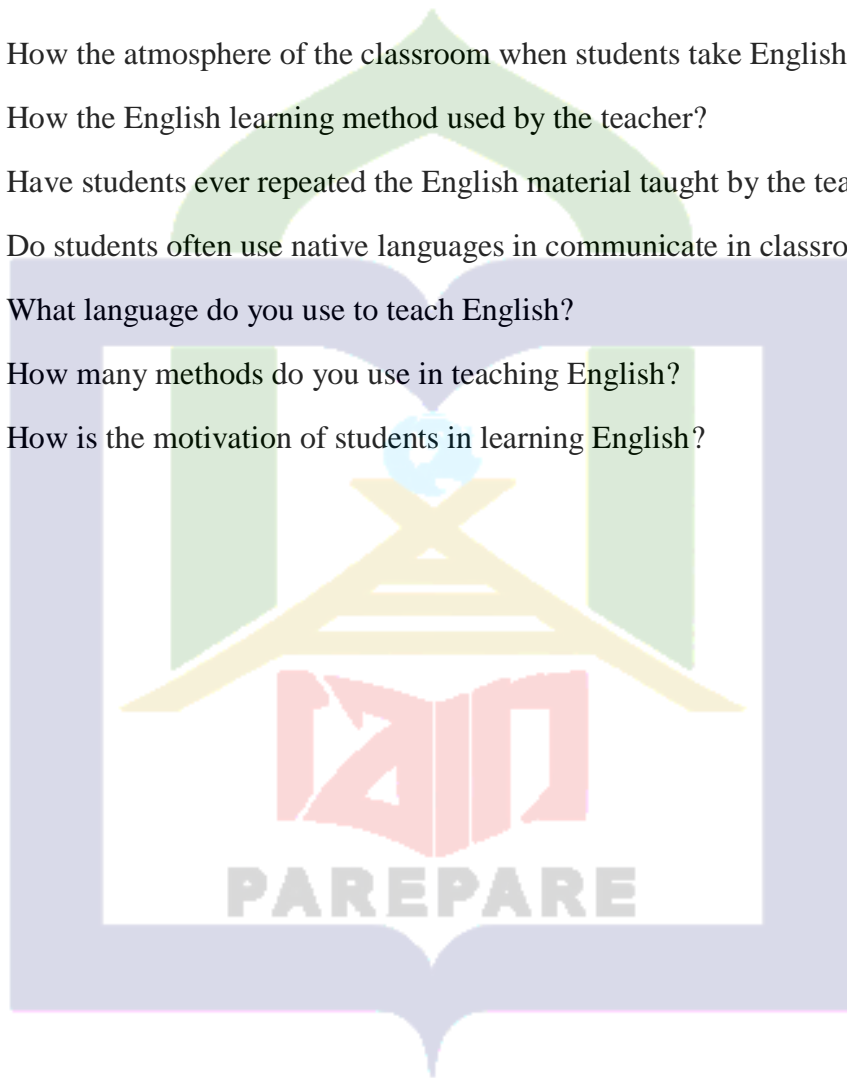 How the atmosphere of the classroom when students take English
How the English learning method used by the teacher?
Have students ever repeated the English material taught by the tea
Do students often use native languages in communicate in classro
What language do you use to teach English?
How many methods do you use in teaching English?
How is the motivation of students in learning English?
iain
PAREPARE